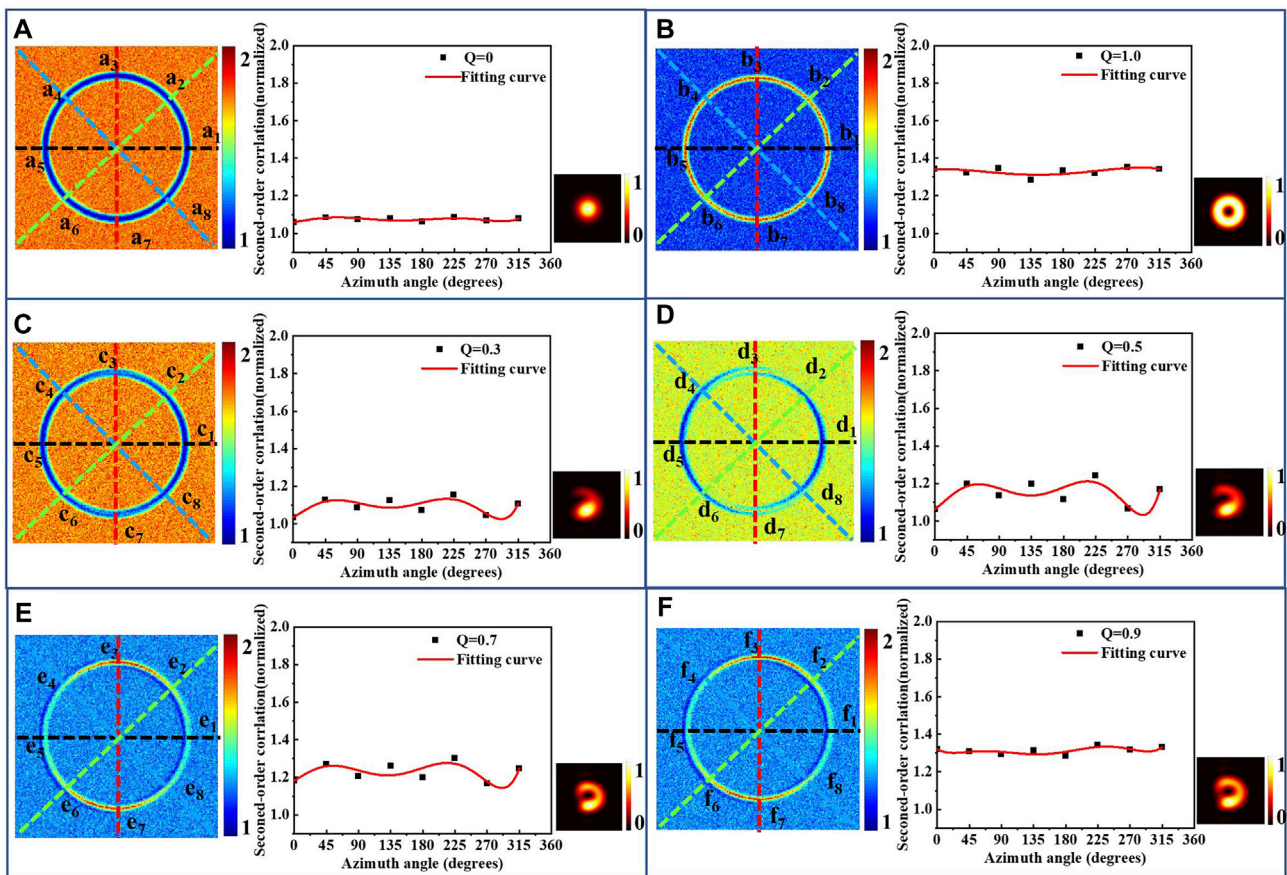 A
2
1
a1
a2
a3
a4
a5
a6
a7
a8
Seconed-order corrlation(normalized)
2.0
1.8
1.6
1.4
1.2
1.0
Q=0
Fitting curve
0 45 90 135 180 225 270 315 360
Azimuth angle (degrees)
1
0
B
2
1
b1
b2
b3
b4
b5
b6
b7
b8
Seconed-order corrlation(normalized)
2.0
1.8
1.6
1.4
1.2
1.0
Q=1.0
Fitting curve
0 45 90 135 180 225 270 315 360
Azimuth angle (degrees)
1
0
C
2
1
c1
c2
c3
c4
c5
c6
c7
c8
Seconed-order corrlation(normalized)
2.0
1.8
1.6
1.4
1.2
1.0
Q=0.3
Fitting curve
0 45 90 135 180 225 270 315 360
Azimuth angle (degrees)
1
0
D
2
1
d1
d2
d3
d4
d5
d6
d7
d8
Seconed-order corrlation(normalized)
2.0
1.8
1.6
1.4
1.2
1.0
Q=0.5
Fitting curve
0 45 90 135 180 225 270 315 360
Azimuth angle (degrees)
1
0
E
2
1
e1
e2
e3
e4
e5
e6
e7
e8
Seconed-order corrlation(normalized)
2.0
1.8
1.6
1.4
1.2
1.0
Q=0.7
Fitting curve
0 45 90 135 180 225 270 315 360
Azimuth angle (degrees)
1
0
F
2
1
f1
f2
f3
f4
f5
f6
f7
f8
Seconed-order corrlation(normalized)
2.0
1.8
1.6
1.4
1.2
1.0
Q=0.9
Fitting curve
0 45 90 135 180 225 270 315 360
Azimuth angle (degrees)
1
0